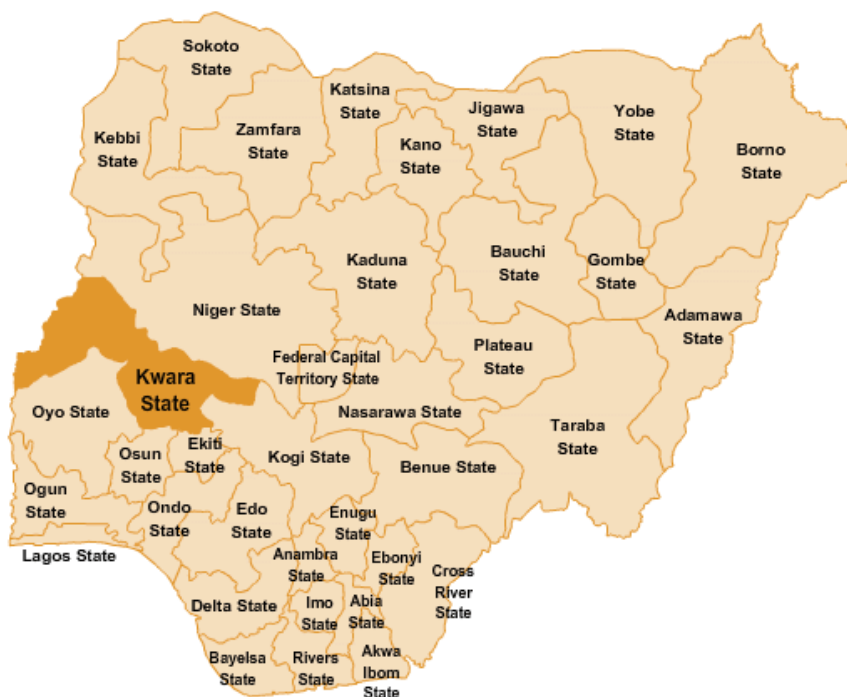 Sokoto
State
Katsina
State
Jigawa
State
Yobe
State
Kebbi
State
Zamfara
State
Kano
State
Borno
State
Kaduna
State
Bauchi
State
Gombe
State
Niger State
Adamawa
State
Federal Capital
Territory State
Plateau
State
Kwara
State
Oyo State
Nasarawa State
Taraba
State
Osun
State
Ekiti
State
Kogi State
Benue State
Ogun
State
Ondo
State
Edo
State
Enugu
State
Lagos State
Anambra
State
Ebonyi
State
Cross
River
State
Delta State
Imo
State
Abia
State
Bayelsa
State
Rivers
State
Akwa
Ibom
State